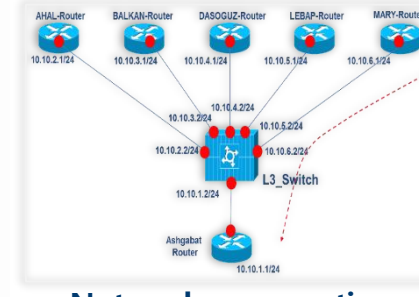 AHAL-Router BALKAN-Router DASOGUZ-Router LEBAP-Router MARY-Route
10.10.2.1/24 10.10.3.1/24 10.10.4.1/24 10.10.5.1/24 10.10.6.1/24
10.10.4.2/24
10.10.3.2/24 10.10.5.2/24
10.10.2.2/24 10.10.6.2/24
L3_Switch
10.10.1.2/24
Ashgabat
Router
10.10.1.1/24